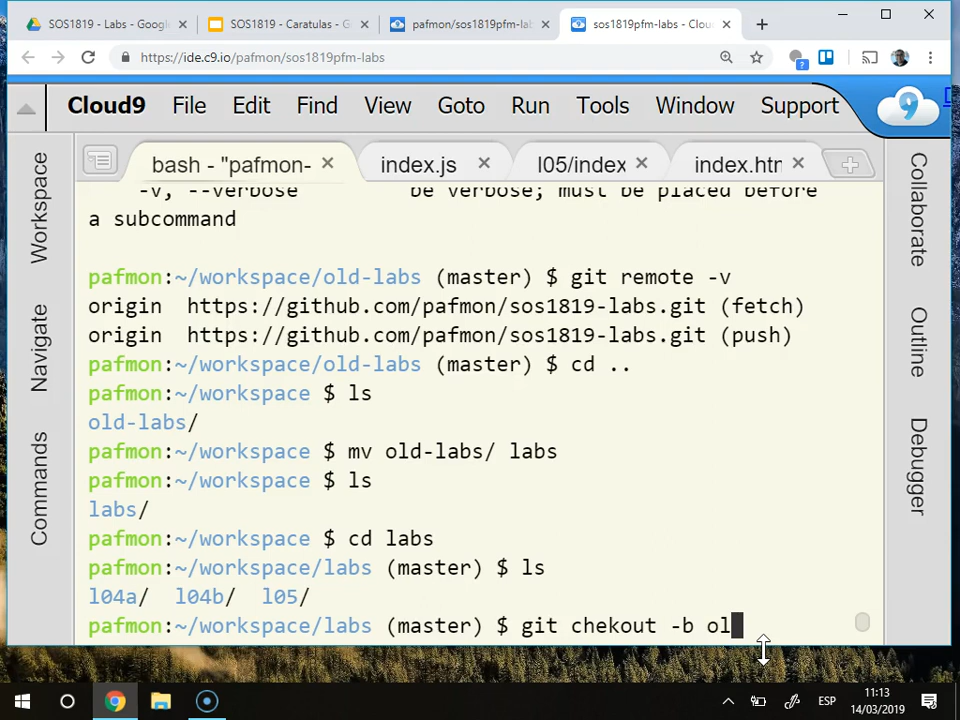 SOS1819 - Labs - Google
SOS1819 - Caratulas - G
pafmon/sos1819pfm-lab
sos1819pfm-labs - Clou
https://ide.c9.io/pafmon/sos1819pfm-labs
Cloud9 File Edit Find View Goto Run Tools Window Support
9
bash - "pafmon-
index.js
l05/index
index.htm
Workspace
Navigate
Commands
Collaborate
Outline
Debugger
-v, --verbose be verbose; must be placed before
a subcommand
pafmon:~/workspace/old-labs (master) $ git remote -v
origin https://github.com/pafmon/sos1819-labs.git (fetch)
origin https://github.com/pafmon/sos1819-labs.git (push)
pafmon:~/workspace/old-labs (master) $ cd ..
pafmon:~/workspace $ ls
old-labs/
pafmon:~/workspace $ mv old-labs/ labs
pafmon:~/workspace $ ls
labs/
pafmon:~/workspace $ cd labs
pafmon:~/workspace/labs (master) $ ls
l04a/ l04b/ l05/
pafmon:~/workspace/labs (master) $ git chekout -b ol
ESP
11:13
14/03/2019